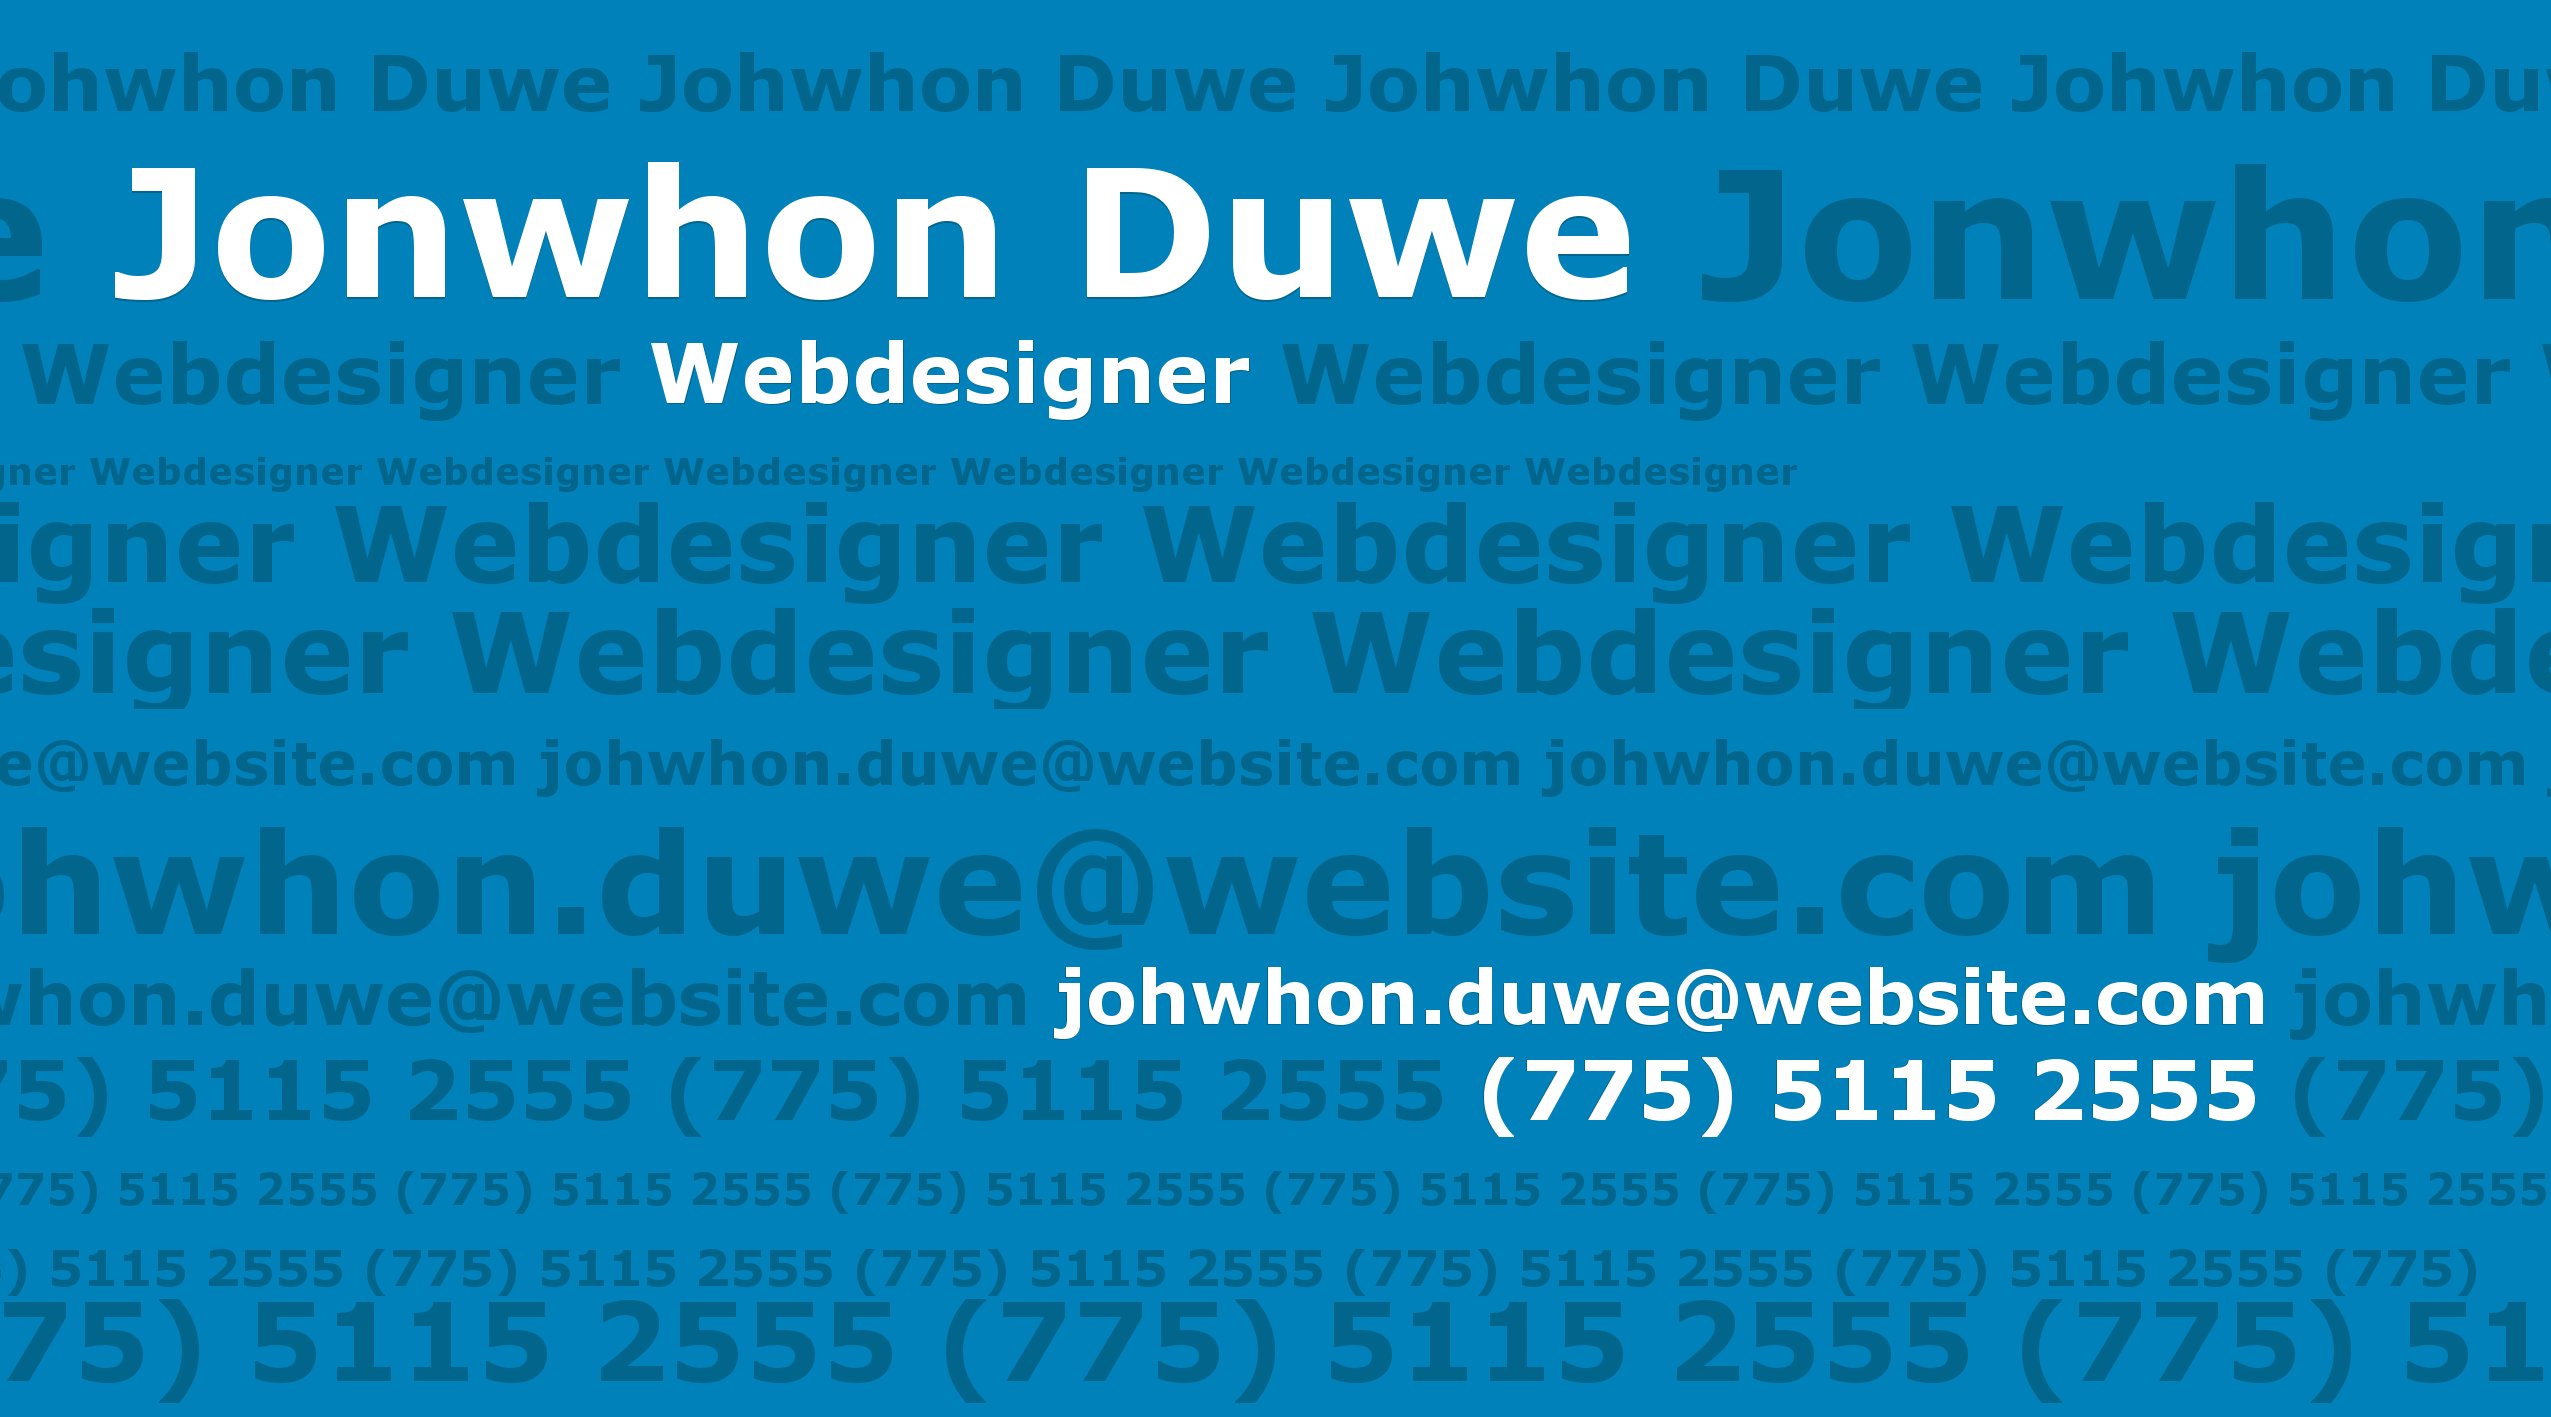 ohwhon Duwe Johwhon Duwe Johwhon Duwe Johwhon Duw
e Jonwhon Duwe Jonwhon
Webdesigner Webdesigner Webdesigner Webdesigner W
gner Webdesigner Webdesigner Webdesigner Webdesigner Webdesigner Webdesigner
igner Webdesigner Webdesigner Webdesign
esigner Webdesigner Webdesigner Webde
e@website.com johwhon.duwe@website.com johwhon.duwe@website.com j
ohwhon.duwe@website.com johw
whon.duwe@website.com johwhon.duwe@website.com johwh
75) 5115 2555 (775) 5115 2555 (775) 5115 2555 (775)
775) 5115 2555 (775) 5115 2555 (775) 5115 2555 (775) 5115 2555 (775) 5115 2555 (775) 5115 2555
5) 5115 2555 (775) 5115 2555 (775) 5115 2555 (775) 5115 2555 (775) 5115 2555 (775)
75) 5115 2555 (775) 5115 2555 (775) 51